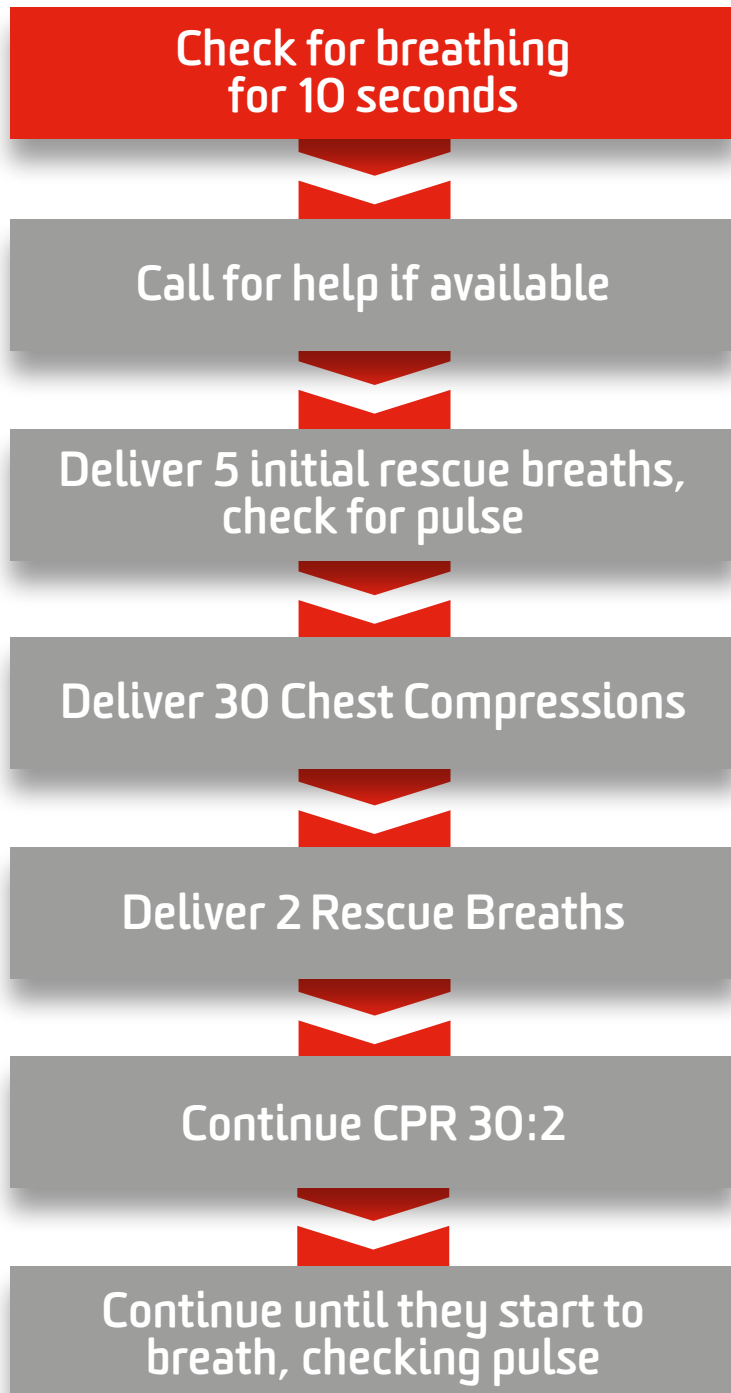 Check for breathing
for 10 seconds
Call for help if available
Deliver 5 initial rescue breaths,
check for pulse
Deliver 30 Chest Compressions
Deliver 2 Rescue Breaths
Continue CPR 30:2
Continue until they start to
breath, checking pulse